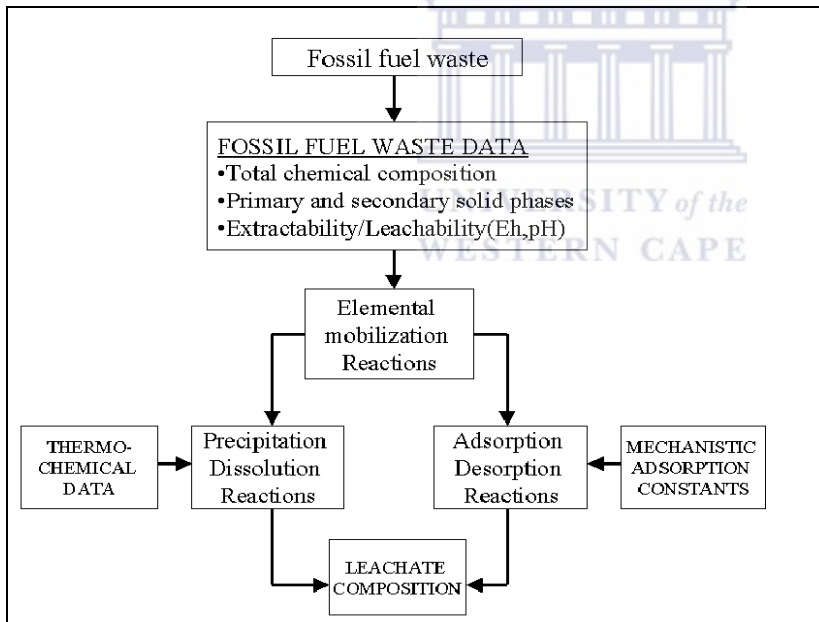 Fossil fuel waste
FOSSIL FUEL WASTE DATA
•Total chemical composition
•Primary and secondary solid phases
•Extractability/Leachability(Eh,pH)
UNIVERSITY of the
WESTERN CAPE
Elemental
mobilization
Reactions
THERMO-
CHEMICAL
DATA
Precipitation
Dissolution
Reactions
Adsorption
Desorption
Reactions
MECHANISTIC
ADSORPTION
CONSTANTS
LEACHATE
COMPOSITION